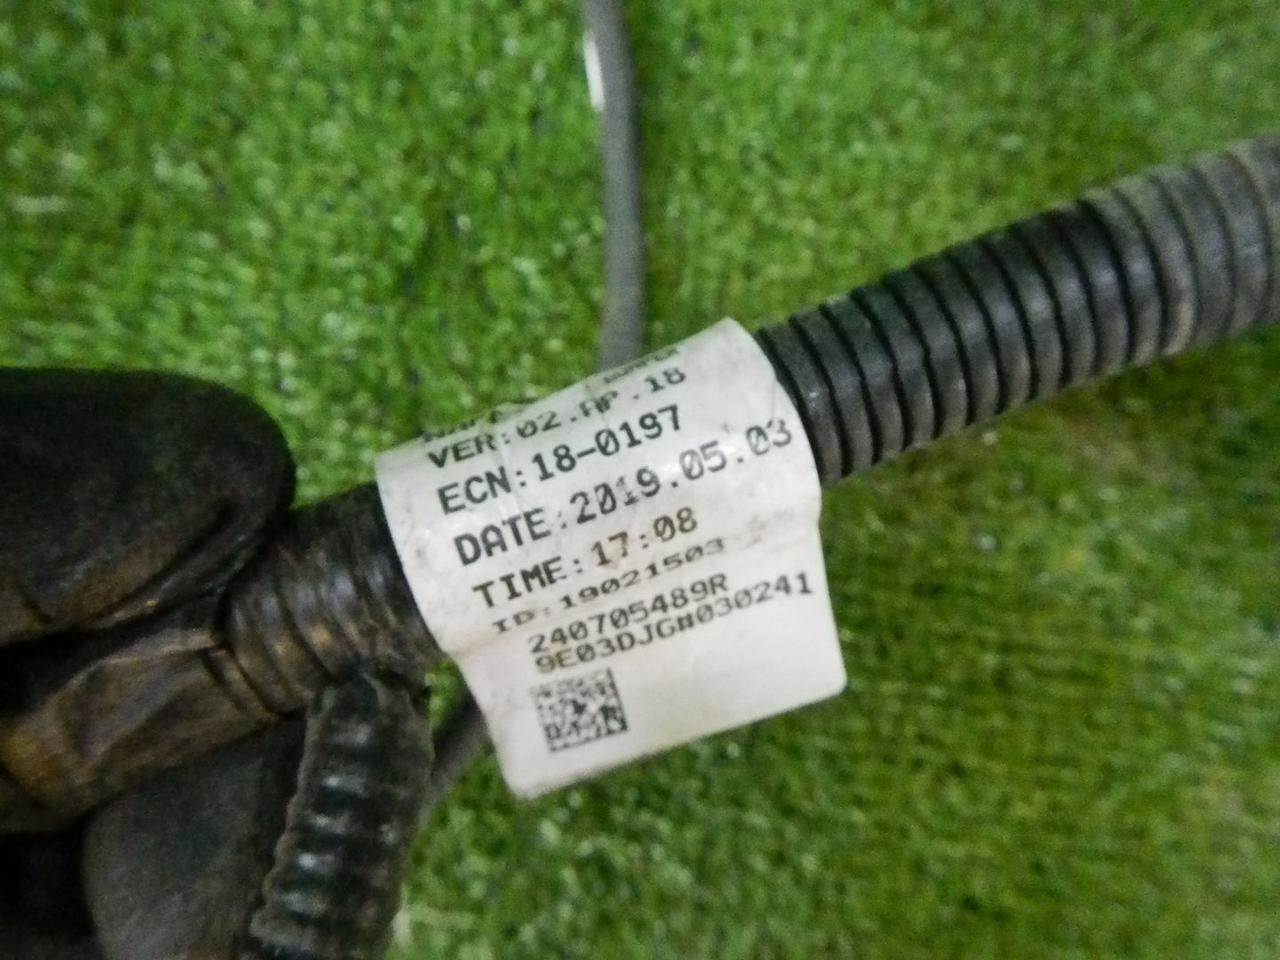 VER:02.AP.18
ECN:18-0197
DATE:2019.05.03
TIME:17:08
ID:19021503
240705489R
9E03DJG#030241